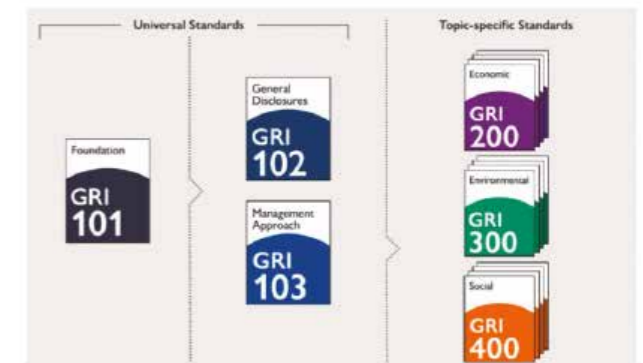 Universal Standards
Topic-specific Standards
Foundation
GRI
101
General
Disclosures
GRI
102
Management
Approach
GRI
103
Economic
GRI
200
Environmental
GRI
300
Social
GRI
400